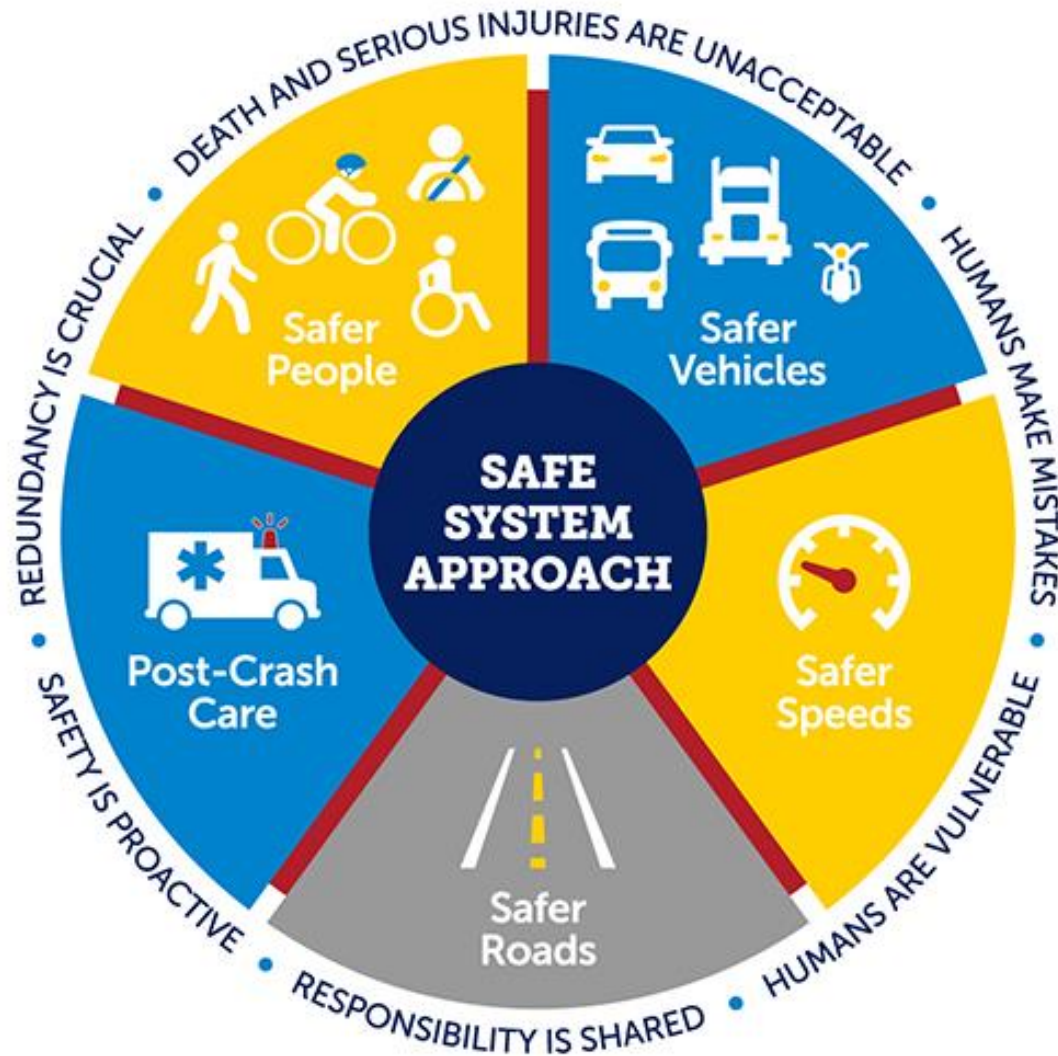 DEATH AND SERIOUS INJURIES ARE UNACCEPTABLE
HUMANS MAKE MISTAKES
HUMANS ARE VULNERABLE
RESPONSIBILITY IS SHARED
SAFETY IS PROACTIVE
REDUNDANCY IS CRUCIAL
Safer
People
Safer
Vehicles
SAFE
SYSTEM
APPROACH
Post-Crash
Care
Safer
Speeds
Safer
Roads